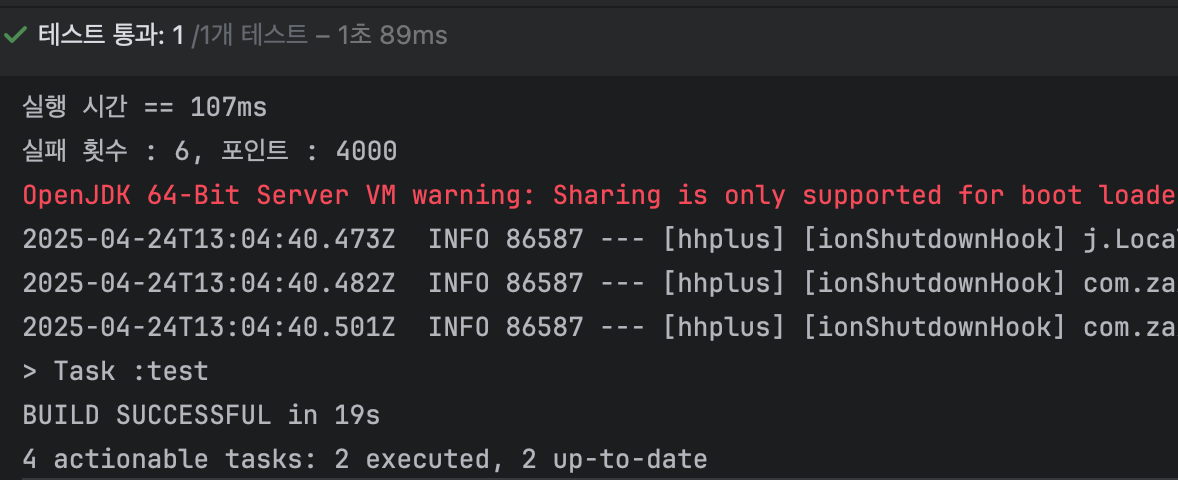 테스트 통과: 1 /1개 테스트 – 1초 89ms
실행 시간 == 107ms
실패 횟수 : 6, 포인트 : 4000
OpenJDK 64-Bit Server VM warning: Sharing is only supported for boot loade
2025-04-24T13:04:40.473Z  INFO 86587 --- [hhplus] [ionShutdownHook] j.Loca
2025-04-24T13:04:40.482Z  INFO 86587 --- [hhplus] [ionShutdownHook] com.za
2025-04-24T13:04:40.501Z  INFO 86587 --- [hhplus] [ionShutdownHook] com.za
> Task :test
BUILD SUCCESSFUL in 19s
4 actionable tasks: 2 executed, 2 up-to-date